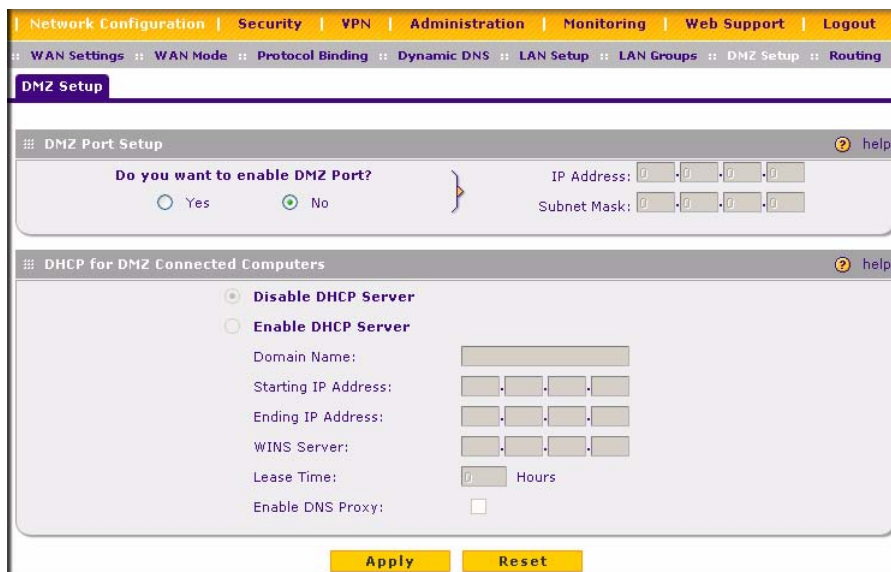 | Network Configuration | Security | VPN | Administration | Monitoring | Web Support | Logout
:: WAN Settings :: WAN Mode :: Protocol Binding :: Dynamic DNS :: LAN Setup :: LAN Groups :: DMZ Setup :: Routing
DMZ Setup
DMZ Port Setup ? help
Do you want to enable DMZ Port?
Yes No
IP Address: 0 . 0 . 0 . 0
Subnet Mask: 0 . 0 . 0 . 0
DHCP for DMZ Connected Computers ? help
Disable DHCP Server
Enable DHCP Server
Domain Name:
Starting IP Address: . . .
Ending IP Address: . . .
WINS Server: . . .
Lease Time: 0 Hours
Enable DNS Proxy:
Apply Reset